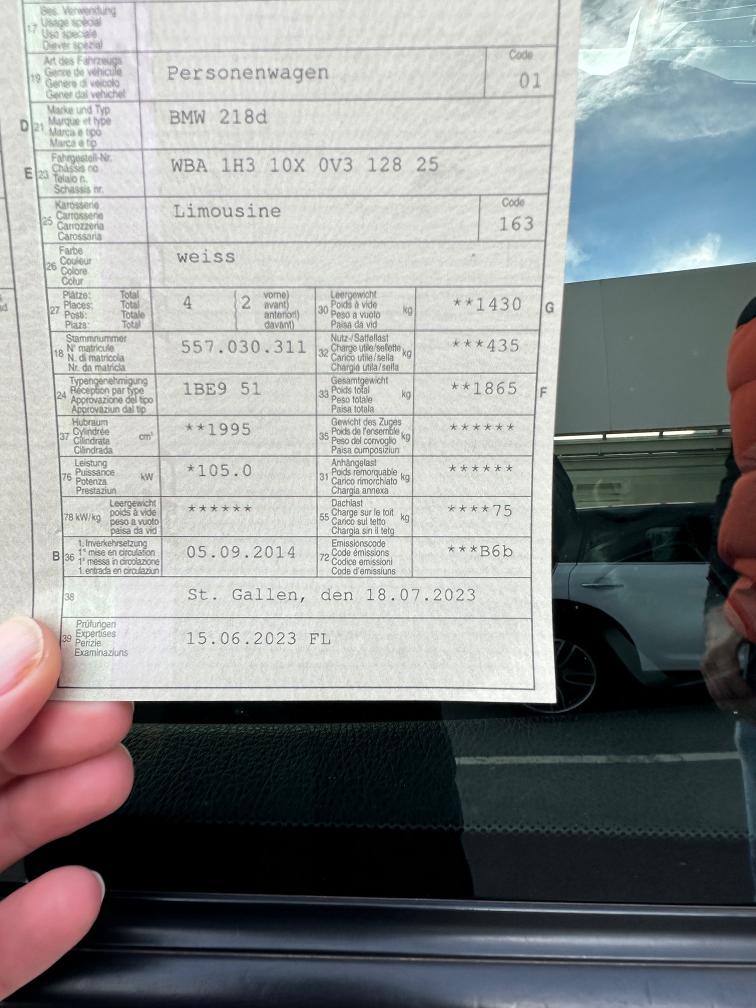 17 Bes. Verwendung
Usage spécial
Uso speciale
Diever spezial
19 Art des Fahrzeugs
Genre de véhicule
Genere di veicolo
Gener dal vehichel
Personenwagen
Code
01
D 21 Marke und Typ
Marque et type
Marca e tipo
Marca e tip
BMW 218d
E 23 Fahrgestell-Nr.
Châssis no
Telaio n.
Schassis nr.
WBA 1H3 10X 0V3 128 25
25 Karosserie
Carrosserie
Carrozzeria
Carossaria
Limousine
Code
163
26 Farbe
Couleur
Colore
Colur
weiss
27 Plätze: Total
Places: Total
Posti: Totale
Plazs: Total
4 (2 vorne)
avant)
anteriori)
davant)
30 Leergewicht
Poids à vide
Peso a vuoto
Paisa da vid
kg
**1430 G
18 Stammnummer
N° matricule
N. di matricola
Nr. da matricla
557.030.311
32 Nutz-/Sattellast
Charge utile/sellette
Carico utile/sella
Chargia utila/sella
kg
***435
24 Typengenehmigung
Réception par type
Approvazione del tipo
Approvaziun dal tip
1BE9 51
33 Gesamtgewicht
Poids total
Peso totale
Paisa totala
kg
**1865 F
37 Hubraum
Cylindrée
Cilindrata
Cilindrada
cm³
**1995
35 Gewicht des Zuges
Poids de l'ensemble
Peso del convoglio
Paisa cumposiziun
kg
******
76 Leistung
Puissance
Potenza
Prestaziun
kW
*105.0
31 Anhängelast
Poids remorquable
Carico rimorchiato
Chargia annexa
kg
******
78 kW/kg Leergewicht
poids à vide
peso a vuoto
paisa da vid
******
55 Dachlast
Charge sur le toit
Carico sul tetto
Chargia sin il tetg
kg
****75
B 36 1. Inverkehrsetzung
1re mise en circulation
1a messa in circolazione
1. entrada en circulaziun
05.09.2014
72 Emissionscode
Code émissions
Codice emissioni
Code d'emissiuns
***B6b
38 St. Gallen, den 18.07.2023
39 Prüfungen
Expertises
Perizie
Examinaziuns
15.06.2023 FL